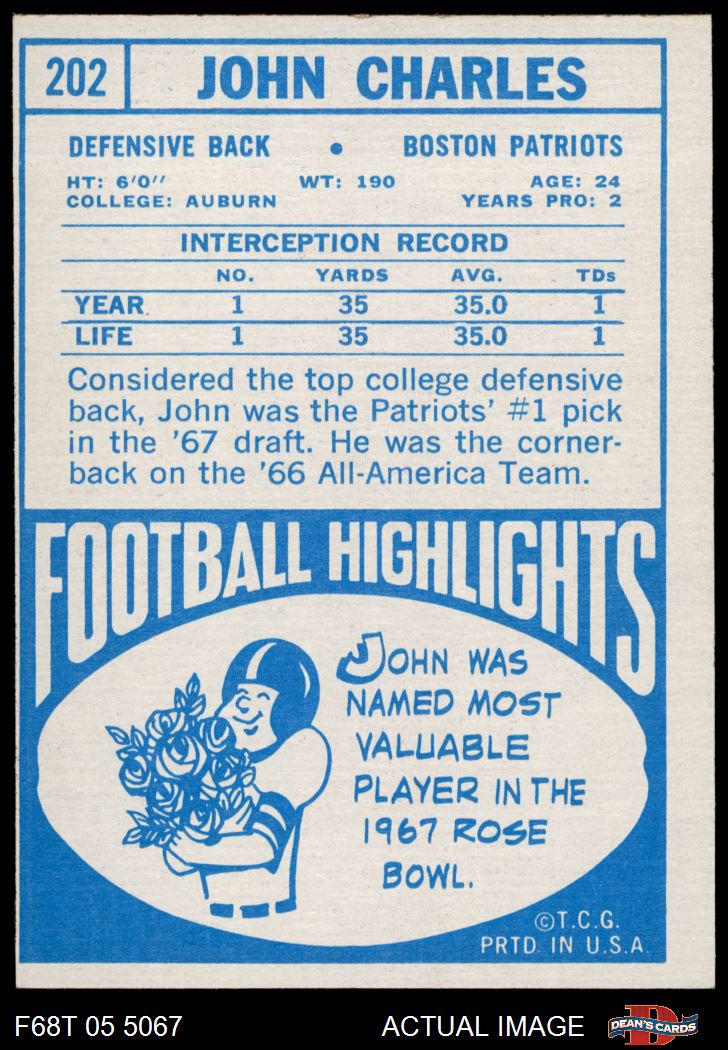 202 JOHN CHARLES
DEFENSIVE BACK • BOSTON PATRIOTS
HT: 6'0" WT: 190 AGE: 24
COLLEGE: AUBURN YEARS PRO: 2
INTERCEPTION RECORD
NO. YARDS AVG. TDs
YEAR 1 35 35.0 1
LIFE 1 35 35.0 1
Considered the top college defensive
back, John was the Patriots' #1 pick
in the '67 draft. He was the corner-
back on the '66 All-America Team.
FOOTBALL HIGHLIGHTS
JOHN WAS
NAMED MOST
VALUABLE
PLAYER IN THE
1967 ROSE
BOWL.
©T.C.G.
PRTD. IN U.S.A.
F68T 05 5067 ACTUAL IMAGE D DEAN'S CARDS